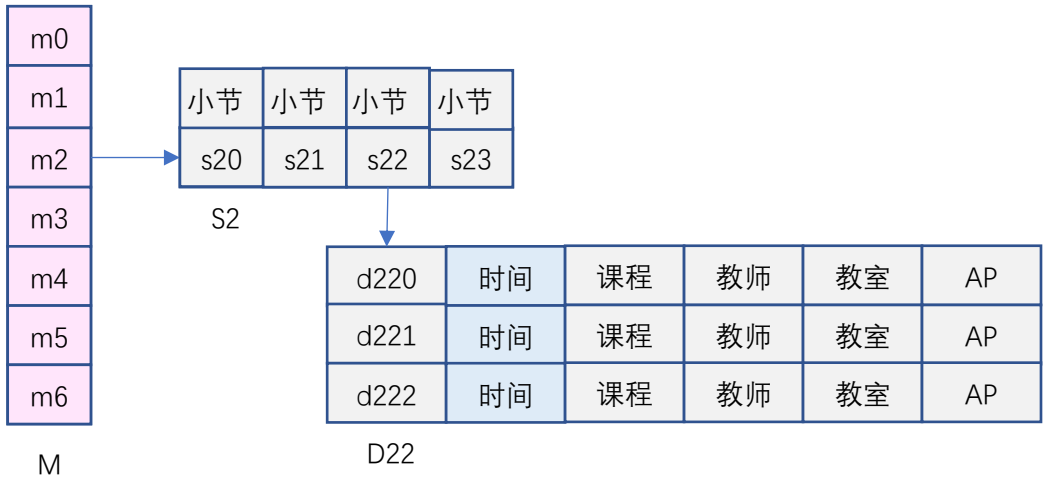 m0
m1
m2
m3
m4
m5
m6
M
小节 小节 小节 小节
s20 s21 s22 s23
S2
d220 时间 课程 教师 教室 AP
d221 时间 课程 教师 教室 AP
d222 时间 课程 教师 教室 AP
D22